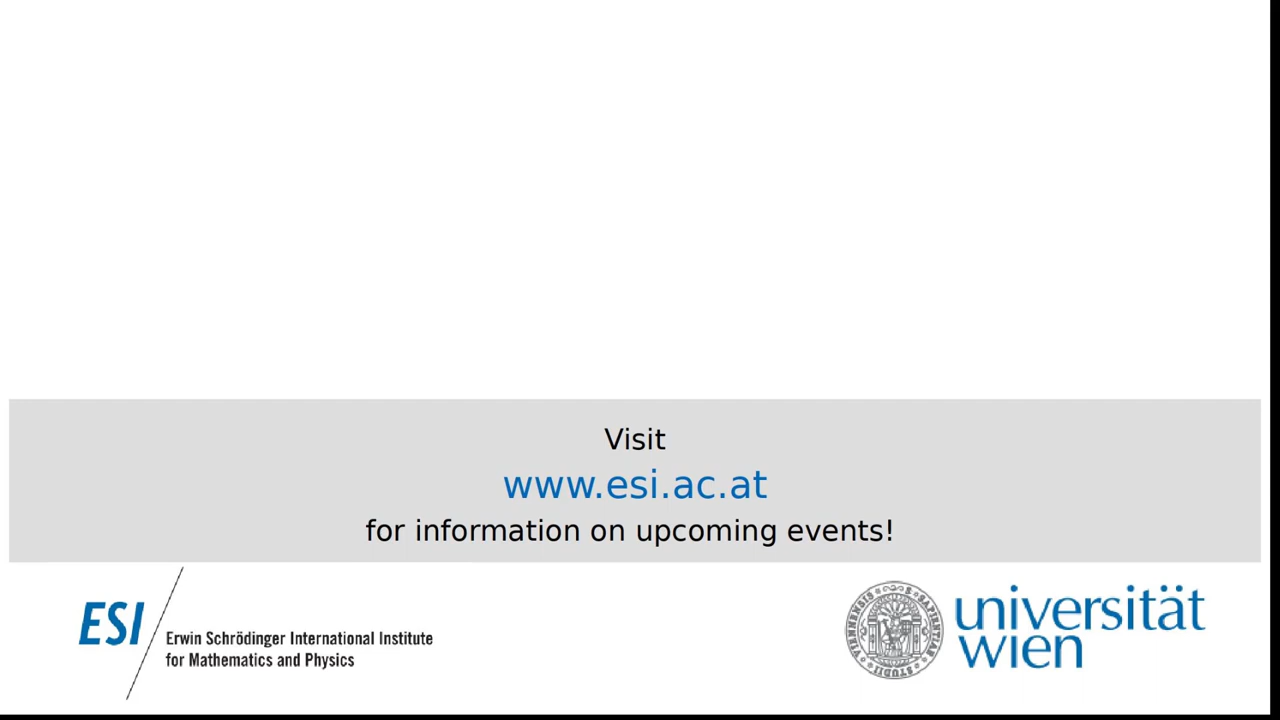 Visit
www.esi.ac.at
for information on upcoming events!
ESI
Erwin Schrödinger International Institute
for Mathematics and Physics
universität
wien